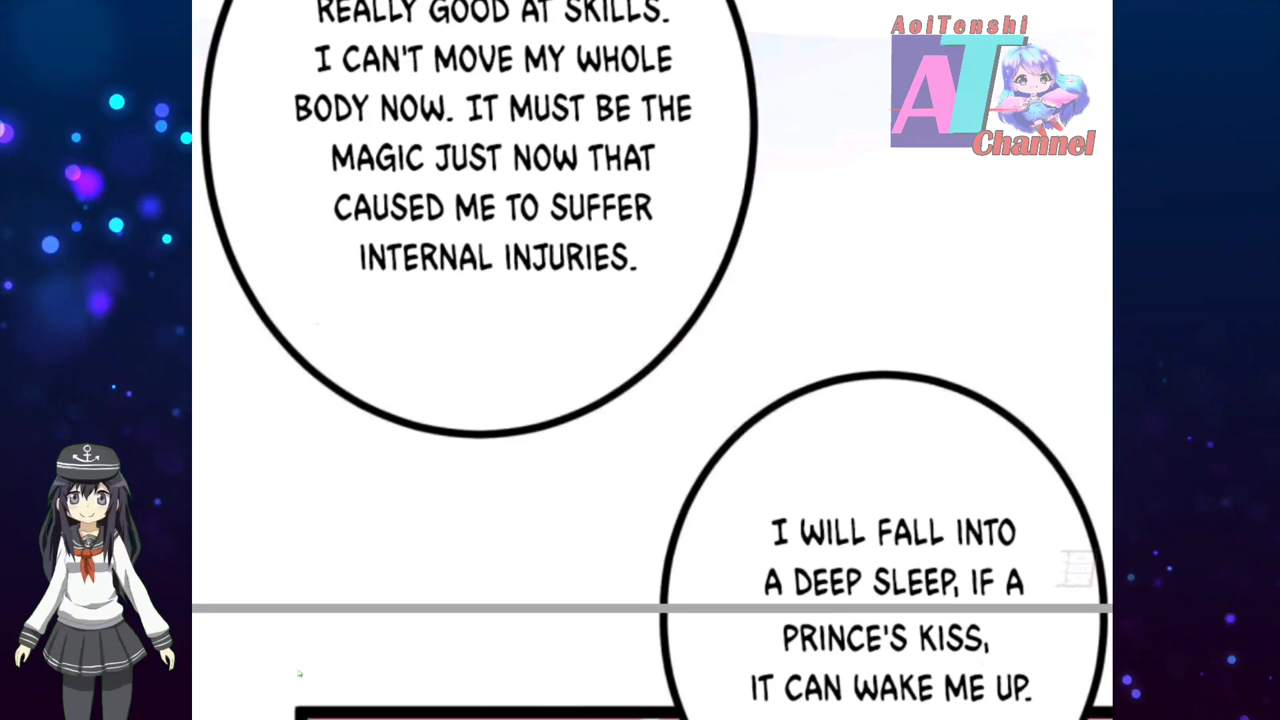 REALLY GOOD AT SKILLS.
I CAN'T MOVE MY WHOLE
BODY NOW. IT MUST BE THE
MAGIC JUST NOW THAT
CAUSED ME TO SUFFER
INTERNAL INJURIES.
I WILL FALL INTO
A DEEP SLEEP, IF A
PRINCE'S KISS,
IT CAN WAKE ME UP.
AoiTenshi
AT
Channel